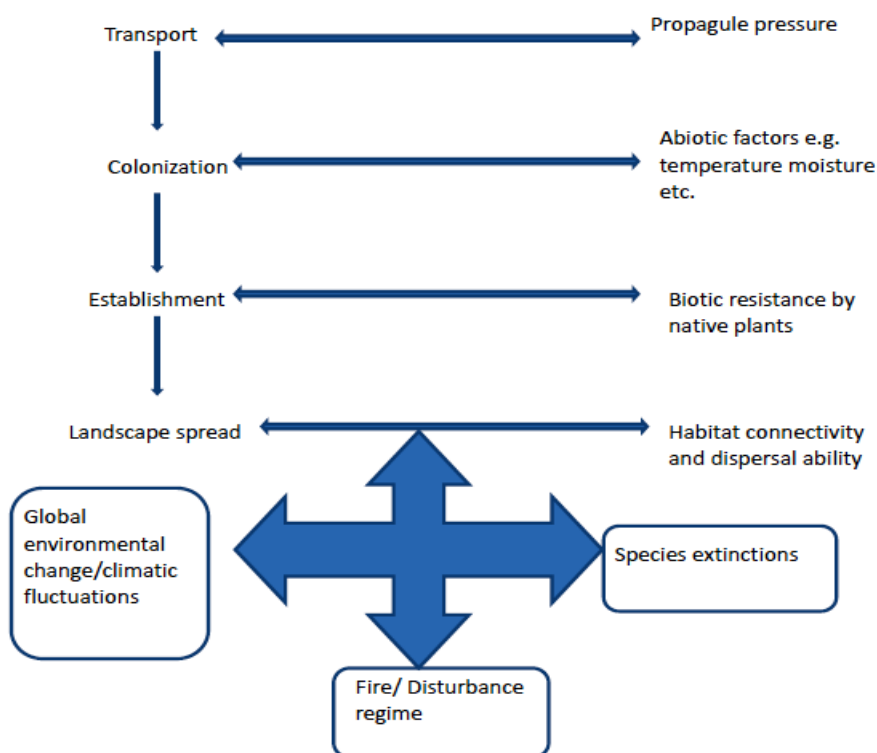 Transport
Propagule pressure
Colonization
Abiotic factors e.g.
temperature moisture
etc.
Establishment
Biotic resistance by
native plants
Landscape spread
Habitat connectivity
and dispersal ability
Global
environmental
change/climatic
fluctuations
Species extinctions
Fire/ Disturbance
regime